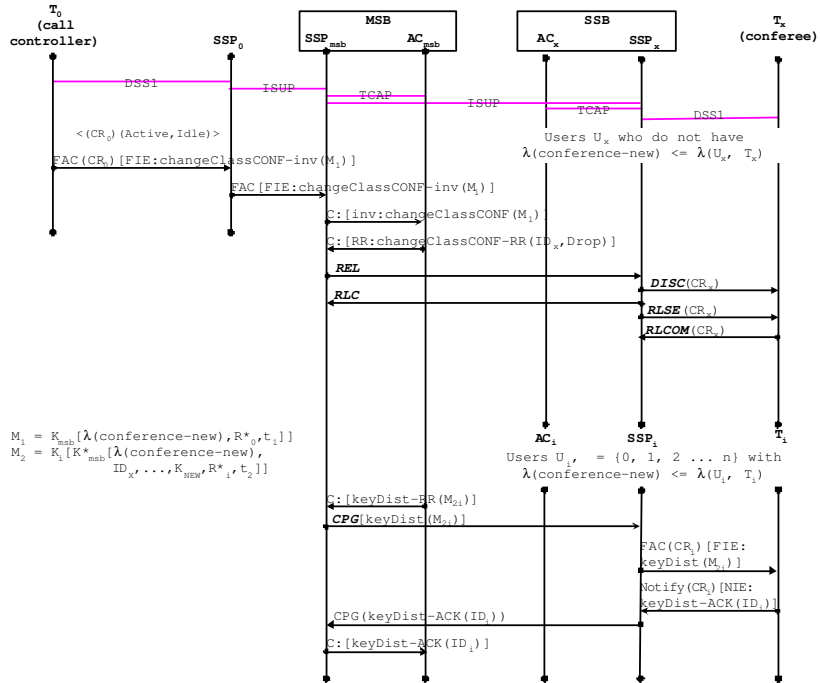 T0
(call
controller)
SSP0
MSB
SSPmsb
ACmsb
SSB
ACx
SSPx
Tx
(conferee)
DSS1
ISUP
TCAP
ISUP
TCAP
DSS1
<(CR0)(Active,Idle)>
Users Ux who do not have
λ(conference-new) <= λ(Ux, Tx)
FAC(CR0)[FIE:changeClassCONF-inv(M1)]
FAC[FIE:changeClassCONF-inv(M1)]
C:[inv:changeClassCONF(M1)]
C:[RR:changeClassCONF-RR(IDx,Drop)]
REL
DISC(CRx)
RLC
RLSE(CRx)
RLCOM(CRx)
M1 = Kmsb[λ(conference-new),R*0,t1]]
M2 = Ki[K*msb[λ(conference-new),
IDx,...,KNEW,R*i,t2]]
ACi
SSPi
Ti
Users Ui, = {0, 1, 2 ... n} with
λ(conference-new) <= λ(Ui, Ti)
C:[keyDist-RR(M2i)]
CPG[keyDist(M2i)]
FAC(CRi)[FIE:
keyDist(M2i)]
Notify(CRi)[NIE:
keyDist-ACK(IDi)]
CPG(keyDist-ACK(IDi))
C:[keyDist-ACK(IDi)]